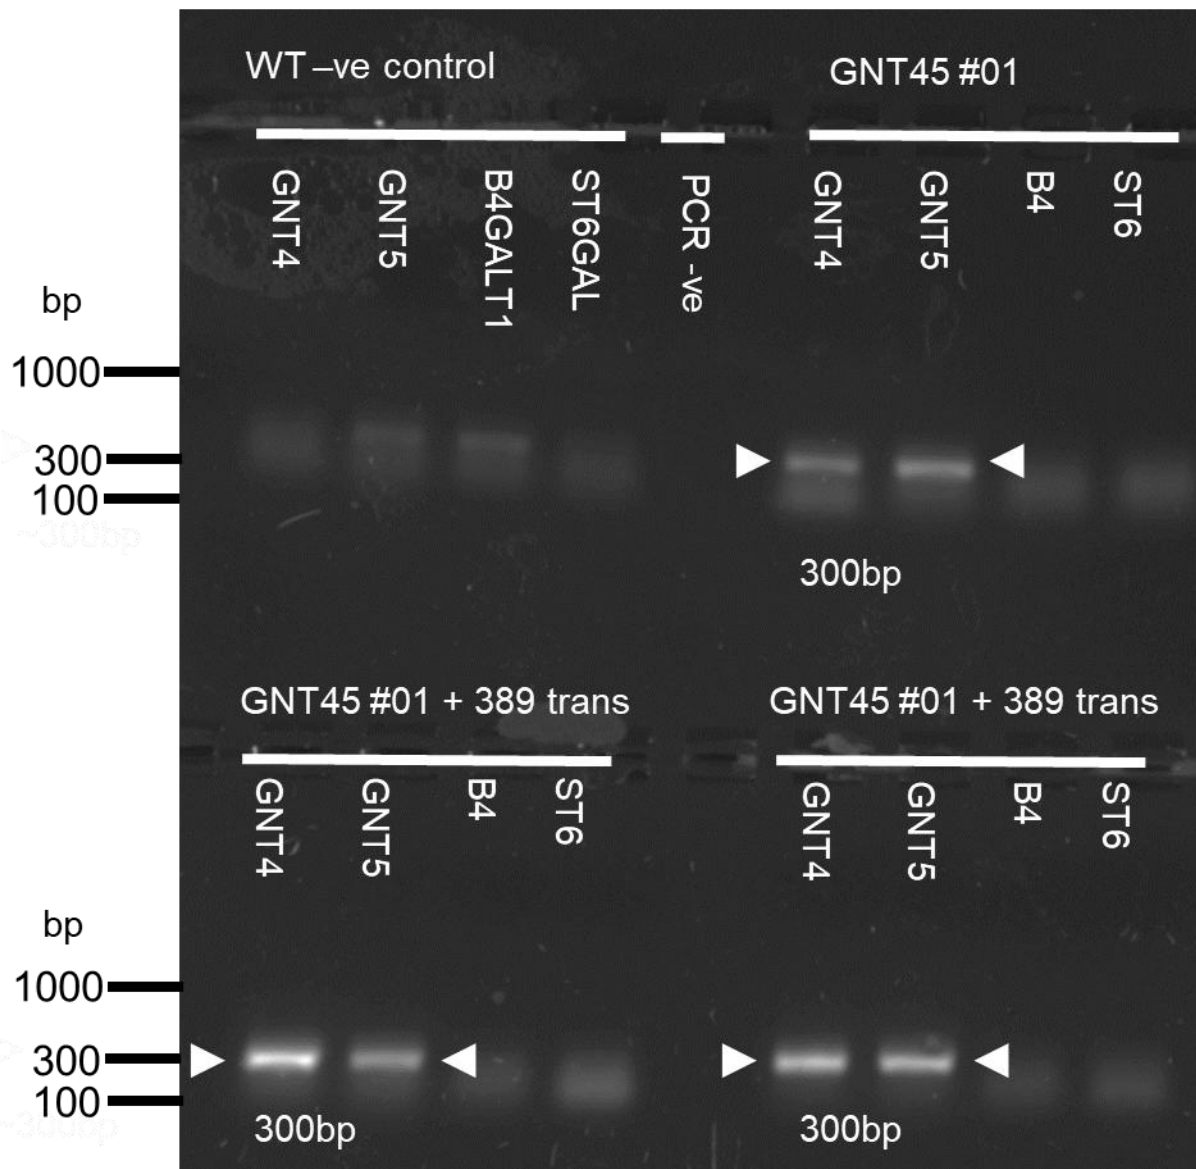 WT –ve control
GNT45 #01
GNT4
GNT5
B4GALT1
ST6GAL
PCR -ve
GNT4
GNT5
B4
ST6
bp
1000
300
100
~300bp
300bp
GNT45 #01 + 389 trans
GNT45 #01 + 389 trans
GNT4
GNT5
B4
ST6
GNT4
GNT5
B4
ST6
bp
1000
300
100
~300bp
300bp
300bp